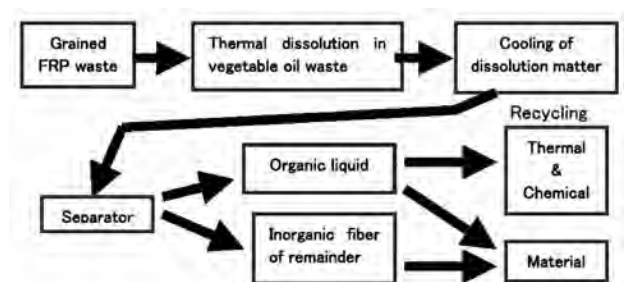 Grained
FRP waste
Thermal dissolution in
vegetable oil waste
Cooling of
dissolution matter
Recycling
Separator
Organic liquid
Inorganic fiber
of remainder
Thermal
&
Chemical
Material